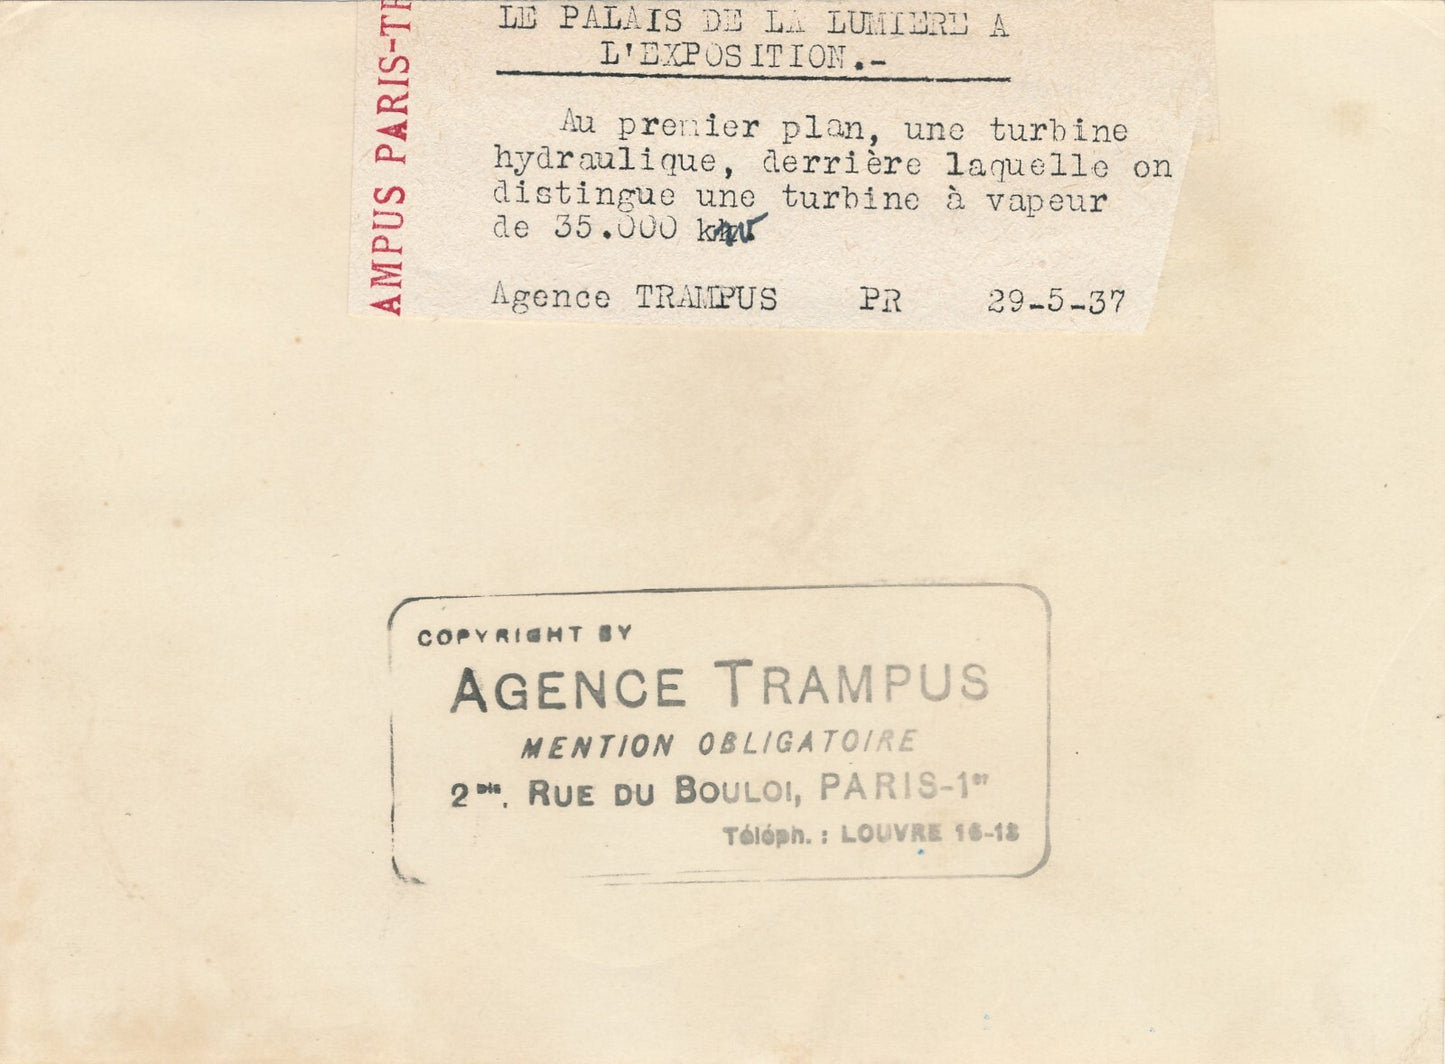 AMPUS PARIS-TR
LE PALAIS DE LA LUMIERE A
L'EXPOSITION.-
Au premier plan, une turbine
hydraulique, derrière laquelle on
distingue une turbine à vapeur
de 35.000 kw
Agence TRAMPUS PR 29-5-37
COPYRIGHT BY
AGENCE TRAMPUS
MENTION OBLIGATOIRE
2bis. RUE DU BOULOI, PARIS-1er
Téléph. : LOUVRE 16-18